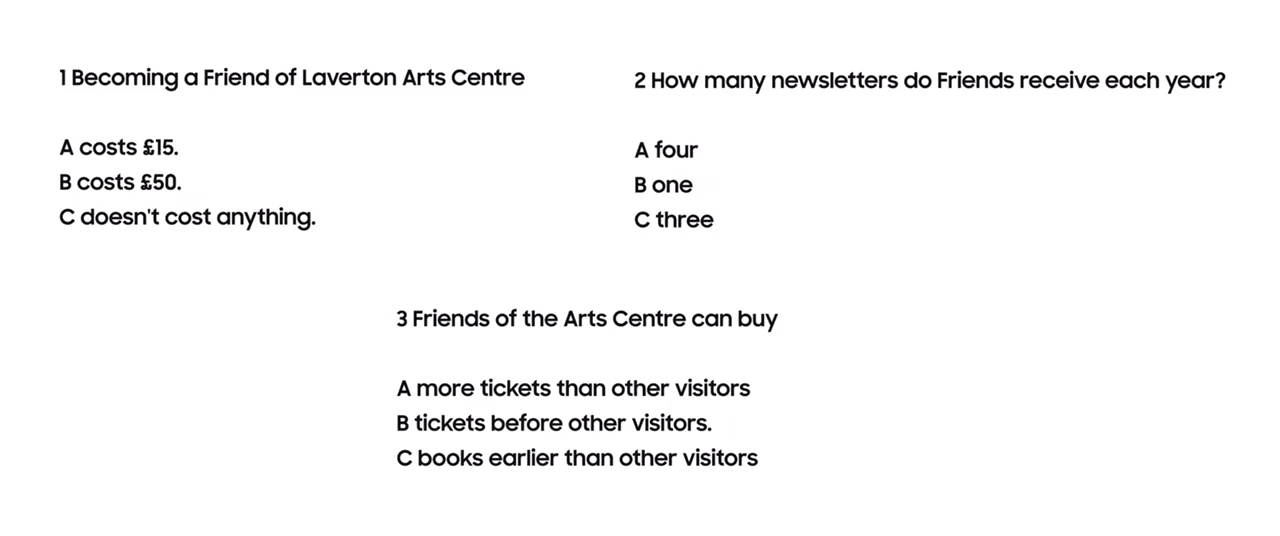 1 Becoming a Friend of Laverton Arts Centre
A costs £15.
B costs £50.
C doesn't cost anything.
2 How many newsletters do Friends receive each year?
A four
B one
C three
3 Friends of the Arts Centre can buy
A more tickets than other visitors
B tickets before other visitors.
C books earlier than other visitors